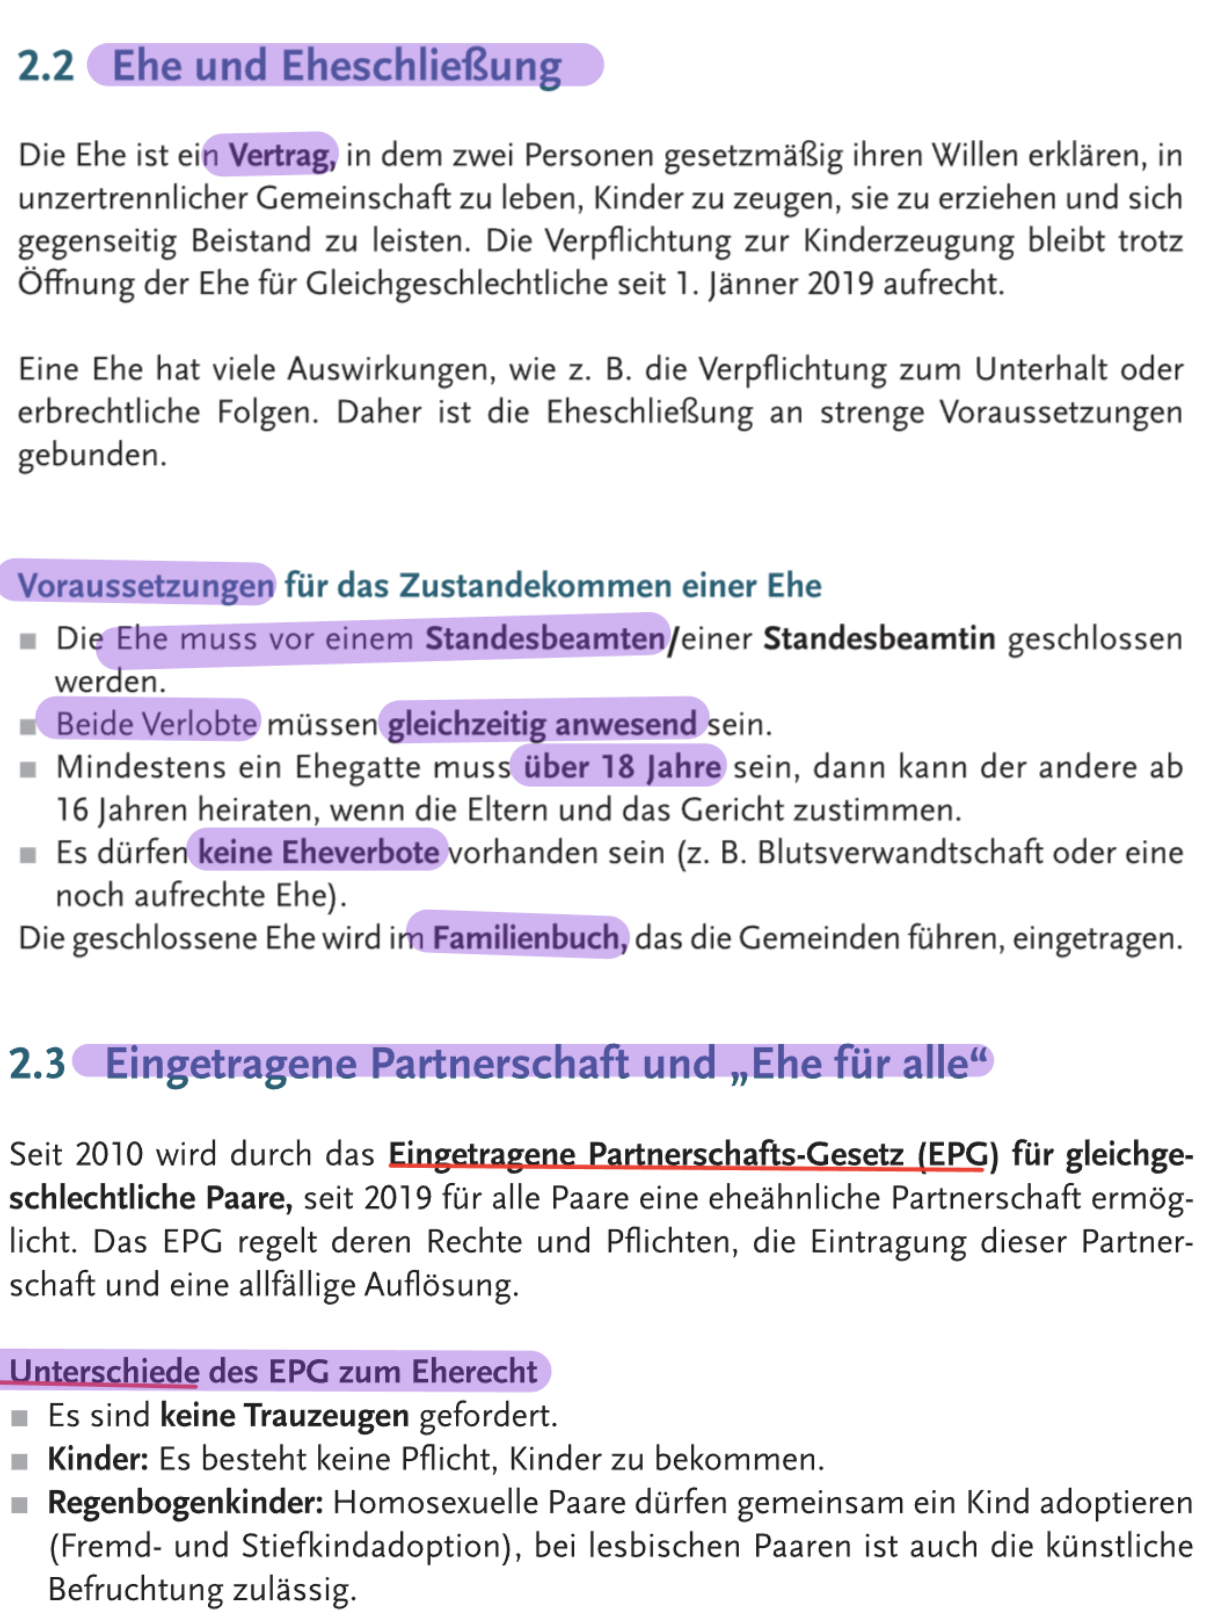 2.2 Ehe und Eheschließung
Die Ehe ist ein Vertrag, in dem zwei Personen gesetzmäßig ihren Willen erklären, in
unzertrennlicher Gemeinschaft zu leben, Kinder zu zeugen, sie zu erziehen und sich
gegenseitig Beistand zu leisten. Die Verpflichtung zur Kinderzeugung bleibt trotz
Öffnung der Ehe für Gleichgeschlechtliche seit 1. Jänner 2019 aufrecht.
Eine Ehe hat viele Auswirkungen, wie z. B. die Verpflichtung zum Unterhalt oder
erbrechtliche Folgen. Daher ist die Eheschließung an strenge Voraussetzungen
gebunden.
Voraussetzungen für das Zustandekommen einer Ehe
■ Die Ehe muss vor einem Standesbeamten/einer Standesbeamtin geschlossen
werden.
■ Beide Verlobte müssen gleichzeitig anwesend sein.
■ Mindestens ein Ehegatte muss über 18 Jahre sein, dann kann der andere ab
16 Jahren heiraten, wenn die Eltern und das Gericht zustimmen.
■ Es dürfen keine Eheverbote vorhanden sein (z. B. Blutsverwandtschaft oder eine
noch aufrechte Ehe).
Die geschlossene Ehe wird im Familienbuch, das die Gemeinden führen, eingetragen.
2.3 Eingetragene Partnerschaft und „Ehe für alle“
Seit 2010 wird durch das Eingetragene Partnerschafts-Gesetz (EPG) für gleichge-
schlechtliche Paare, seit 2019 für alle Paare eine eheähnliche Partnerschaft ermög-
licht. Das EPG regelt deren Rechte und Pflichten, die Eintragung dieser Partner-
schaft und eine allfällige Auflösung.
Unterschiede des EPG zum Eherecht
■ Es sind keine Trauzeugen gefordert.
■ Kinder: Es besteht keine Pflicht, Kinder zu bekommen.
■ Regenbogenkinder: Homosexuelle Paare dürfen gemeinsam ein Kind adoptieren
(Fremd- und Stiefkindadoption), bei lesbischen Paaren ist auch die künstliche
Befruchtung zulässig.